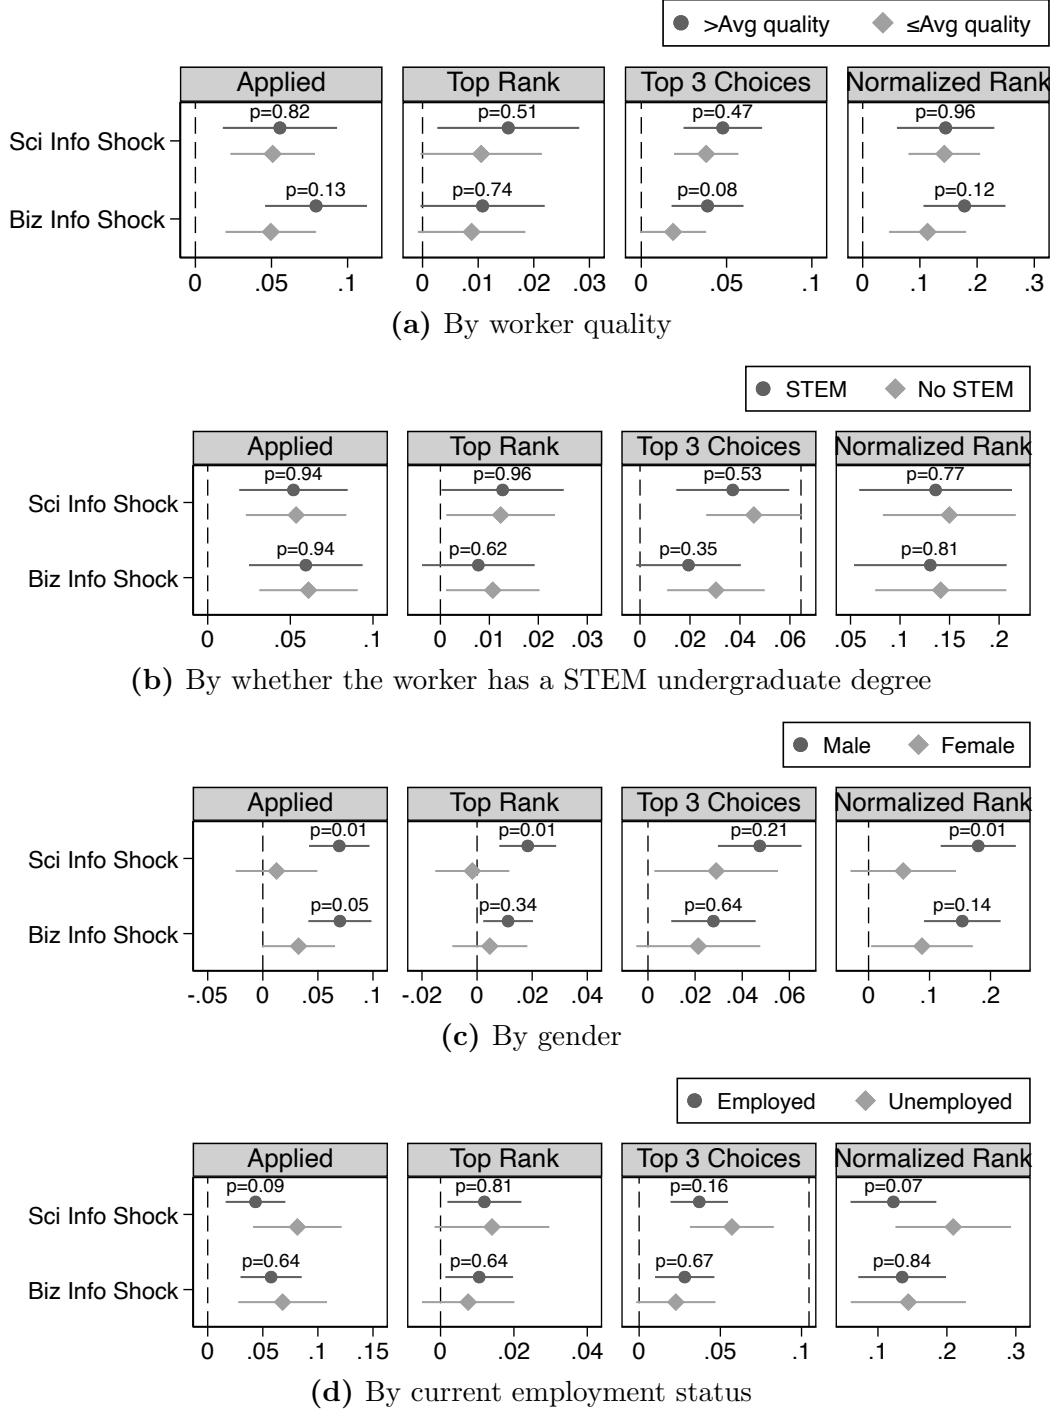 >Avg quality ≤Avg quality
Applied Top Rank Top 3 Choices Normalized Rank
p=0.82 p=0.51 p=0.47 p=0.96
Sci Info Shock
p=0.13 p=0.74 p=0.08 p=0.12
Biz Info Shock
0 .05 .1 0 .01 .02 .03 0 .05 .1 0 .1 .2 .3
(a) By worker quality
STEM No STEM
Applied Top Rank Top 3 Choices Normalized Rank
p=0.94 p=0.96 p=0.53 p=0.77
Sci Info Shock
p=0.94 p=0.62 p=0.35 p=0.81
Biz Info Shock
0 .05 .1 0 .01 .02 .03 0 .02 .04 .06 .05 .1 .15 .2
(b) By whether the worker has a STEM undergraduate degree
Male Female
Applied Top Rank Top 3 Choices Normalized Rank
p=0.01 p=0.01 p=0.21 p=0.01
Sci Info Shock
p=0.05 p=0.34 p=0.64 p=0.14
Biz Info Shock
-.05 0 .05 .1 -.02 0 .02 .04 0 .02 .04 .06 0 .1 .2
(c) By gender
Employed Unemployed
Applied Top Rank Top 3 Choices Normalized Rank
p=0.09 p=0.81 p=0.16 p=0.07
Sci Info Shock
p=0.64 p=0.64 p=0.67 p=0.84
Biz Info Shock
0 .05 .1 .15 0 .02 .04 0 .05 .1 .1 .2 .3
(d) By current employment status